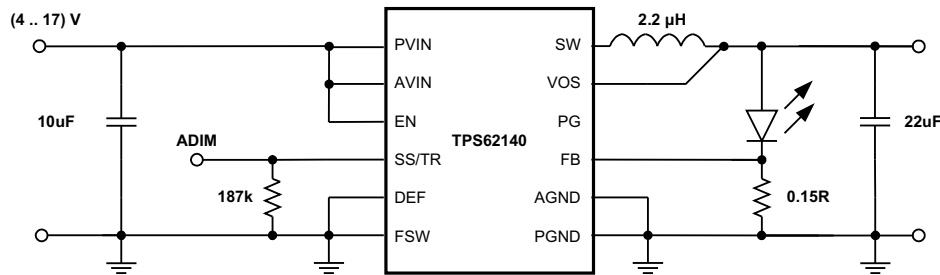 (4 .. 17) V
2.2 µH
PVIN
SW
AVIN
VOS
10uF
EN
PG
TPS62140
22uF
ADIM
SS/TR
FB
187k
DEF
AGND
0.15R
FSW
PGND